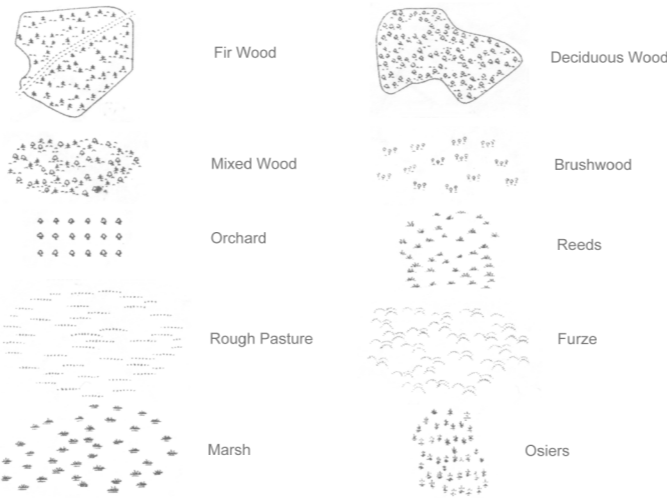 Fir Wood
Deciduous Wood
Mixed Wood
Brushwood
Orchard
Reeds
Rough Pasture
Furze
Marsh
Osiers